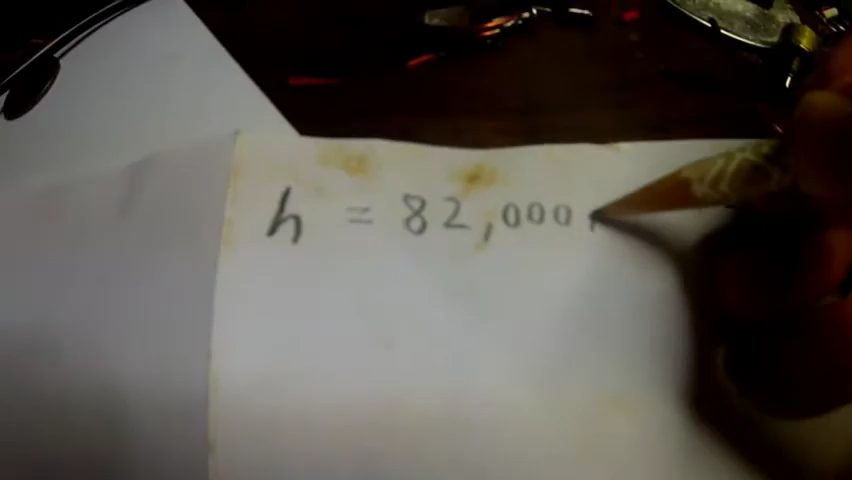 h = 82,000